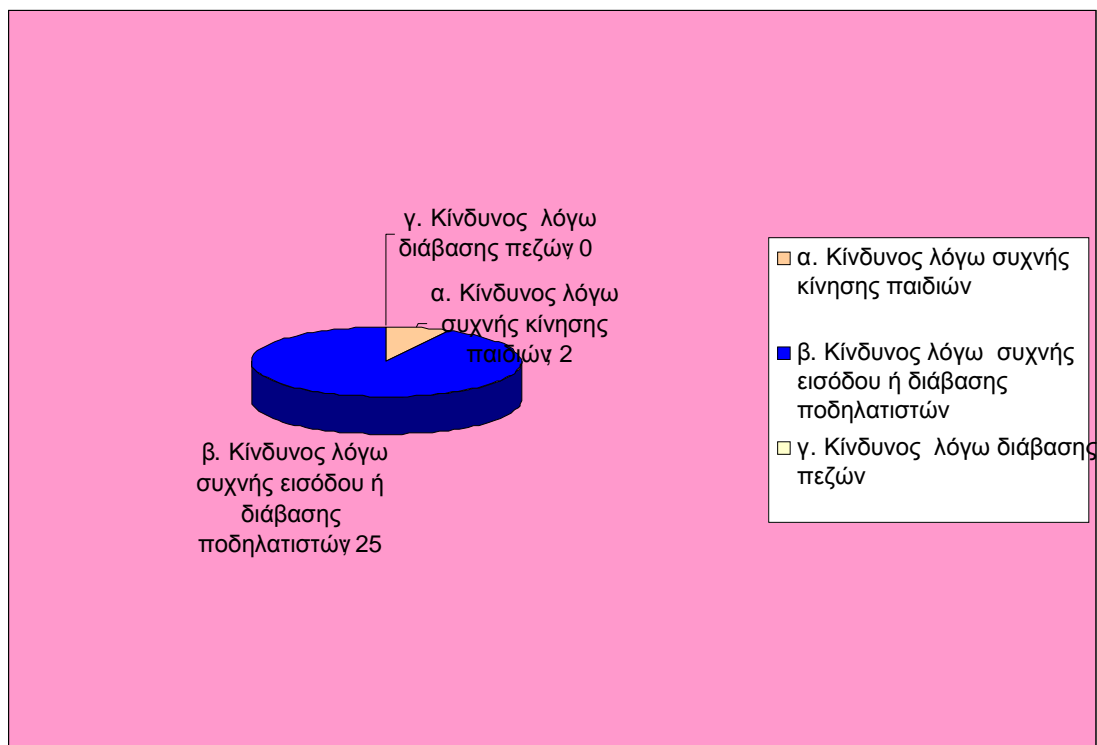 γ. Κίνδυνος λόγω
διάβασης πεζών; 0
α. Κίνδυνος λόγω
συχνής κίνησης
παιδιών; 2
β. Κίνδυνος λόγω
συχνής εισόδου ή
διάβασης
ποδηλατιστών; 25
α. Κίνδυνος λόγω συχνής
κίνησης παιδιών
β. Κίνδυνος λόγω συχνής
εισόδου ή διάβασης
ποδηλατιστών
γ. Κίνδυνος λόγω διάβασης
πεζών